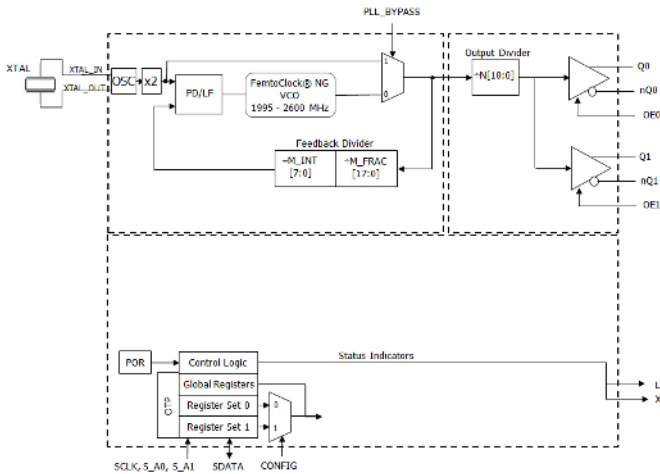 PLL_BYPASS
XTAL
XTAL_IN
XTAL_OUT
OSC
x2
PD/LF
FemtoClock® NG
VCO
1995 - 2600 MHz
1
0
Output Divider
÷N[10:0]
Q0
nQ0
OE0
Q1
nQ1
OE1
Feedback Divider
÷M_INT
[7:0]
÷M_FRAC
[17:0]
POR
Control Logic
Status Indicators
Global Registers
OTP
Register Set 0
Register Set 1
0
1
L
X
SCLK, S_A0, S_A1
SDATA
CONFIG